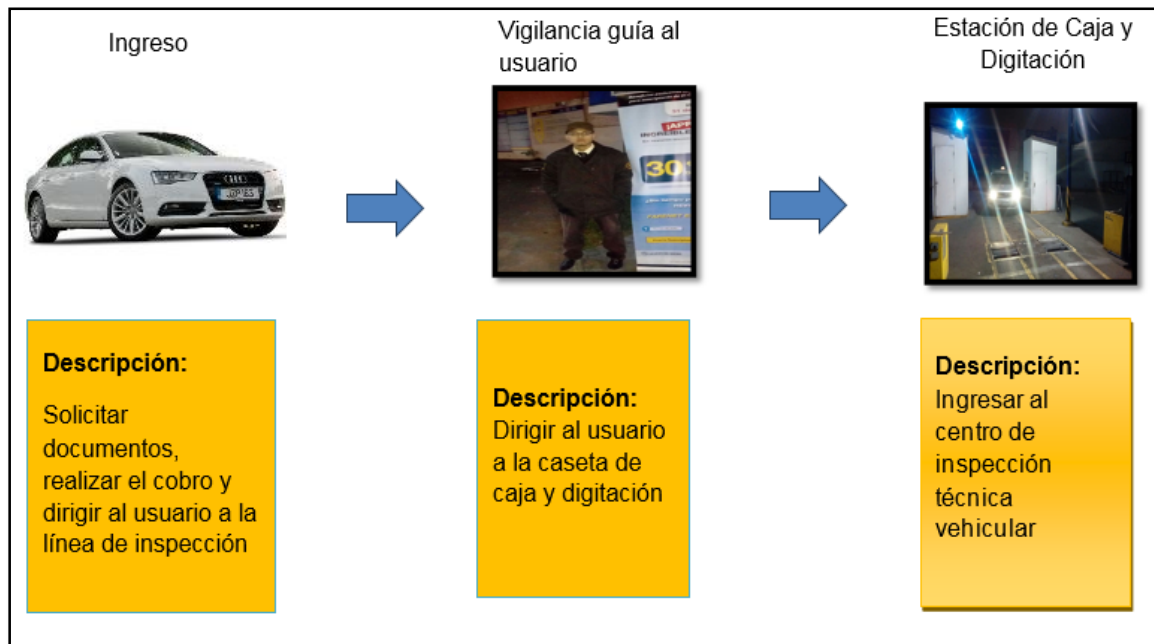 Ingreso
Vigilancia guía al
usuario
Estación de Caja y
Digitación
INCREIBLE
30
Descripción:
Solicitar
documentos,
realizar el cobro y
dirigir al usuario a la
línea de inspección
Descripción:
Dirigir al usuario
a la caseta de
caja y digitación
Descripción:
Ingresar al
centro de
inspección
técnica
vehicular